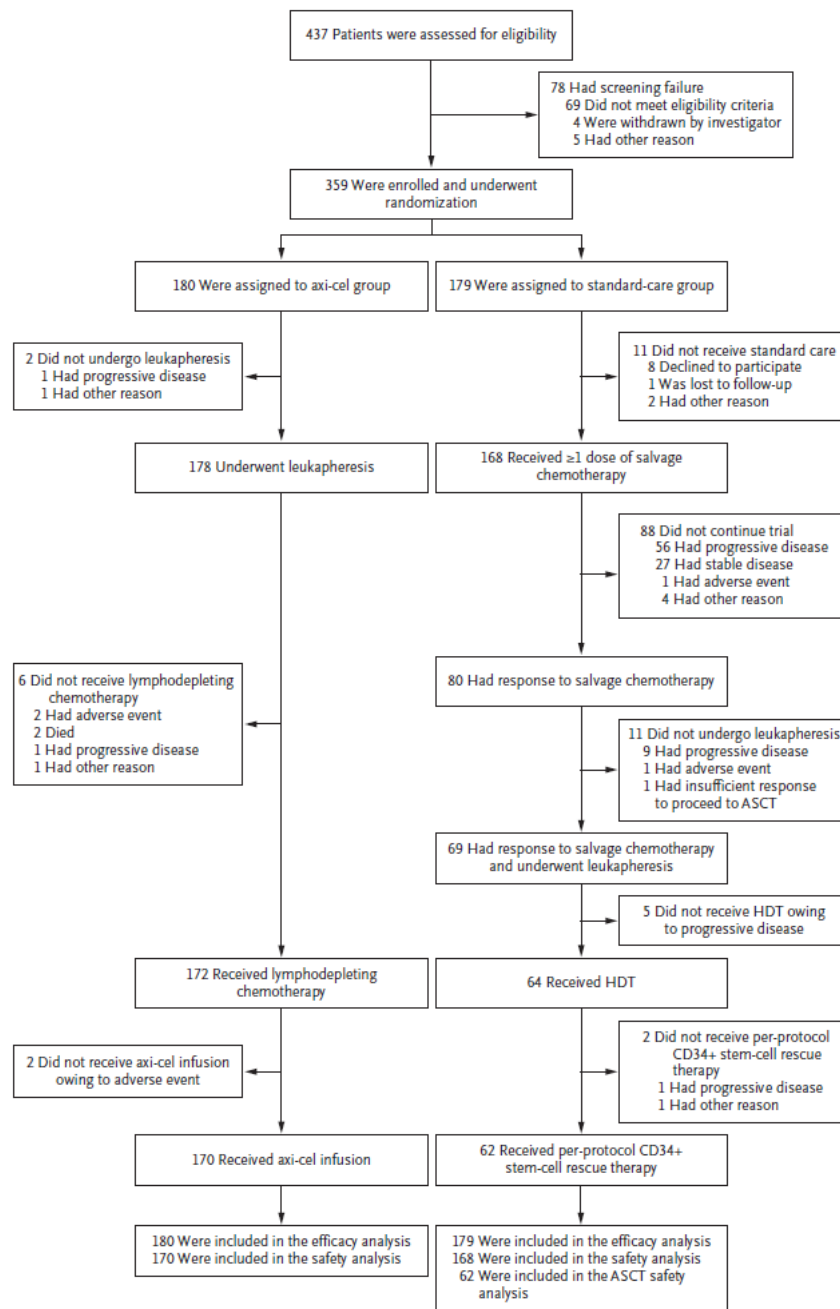 437 Patients were assessed for eligibility
78 Had screening failure
69 Did not meet eligibility criteria
4 Were withdrawn by investigator
5 Had other reason
359 Were enrolled and underwent
randomization
180 Were assigned to axi-cel group
179 Were assigned to standard-care group
2 Did not undergo leukapheresis
1 Had progressive disease
1 Had other reason
11 Did not receive standard care
8 Declined to participate
1 Was lost to follow-up
2 Had other reason
178 Underwent leukapheresis
168 Received ≥1 dose of salvage
chemotherapy
88 Did not continue trial
56 Had progressive disease
27 Had stable disease
1 Had adverse event
4 Had other reason
6 Did not receive lymphodepleting
chemotherapy
2 Had adverse event
2 Died
1 Had progressive disease
1 Had other reason
80 Had response to salvage chemotherapy
11 Did not undergo leukapheresis
9 Had progressive disease
1 Had adverse event
1 Had insufficient response
to proceed to ASCT
69 Had response to salvage chemotherapy
and underwent leukapheresis
5 Did not receive HDT owing
to progressive disease
172 Received lymphodepleting
chemotherapy
64 Received HDT
2 Did not receive axi-cel infusion
owing to adverse event
2 Did not receive per-protocol
CD34+ stem-cell rescue
therapy
1 Had progressive disease
1 Had other reason
170 Received axi-cel infusion
62 Received per-protocol CD34+
stem-cell rescue therapy
180 Were included in the efficacy analysis
170 Were included in the safety analysis
179 Were included in the efficacy analysis
168 Were included in the safety analysis
62 Were included in the ASCT safety
analysis